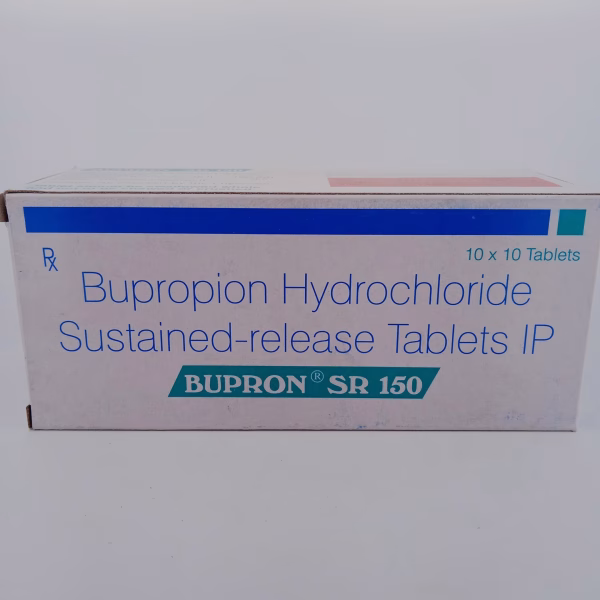 ℞
10 x 10 Tablets
Bupropion Hydrochloride
Sustained-release Tablets IP
BUPRON® SR 150